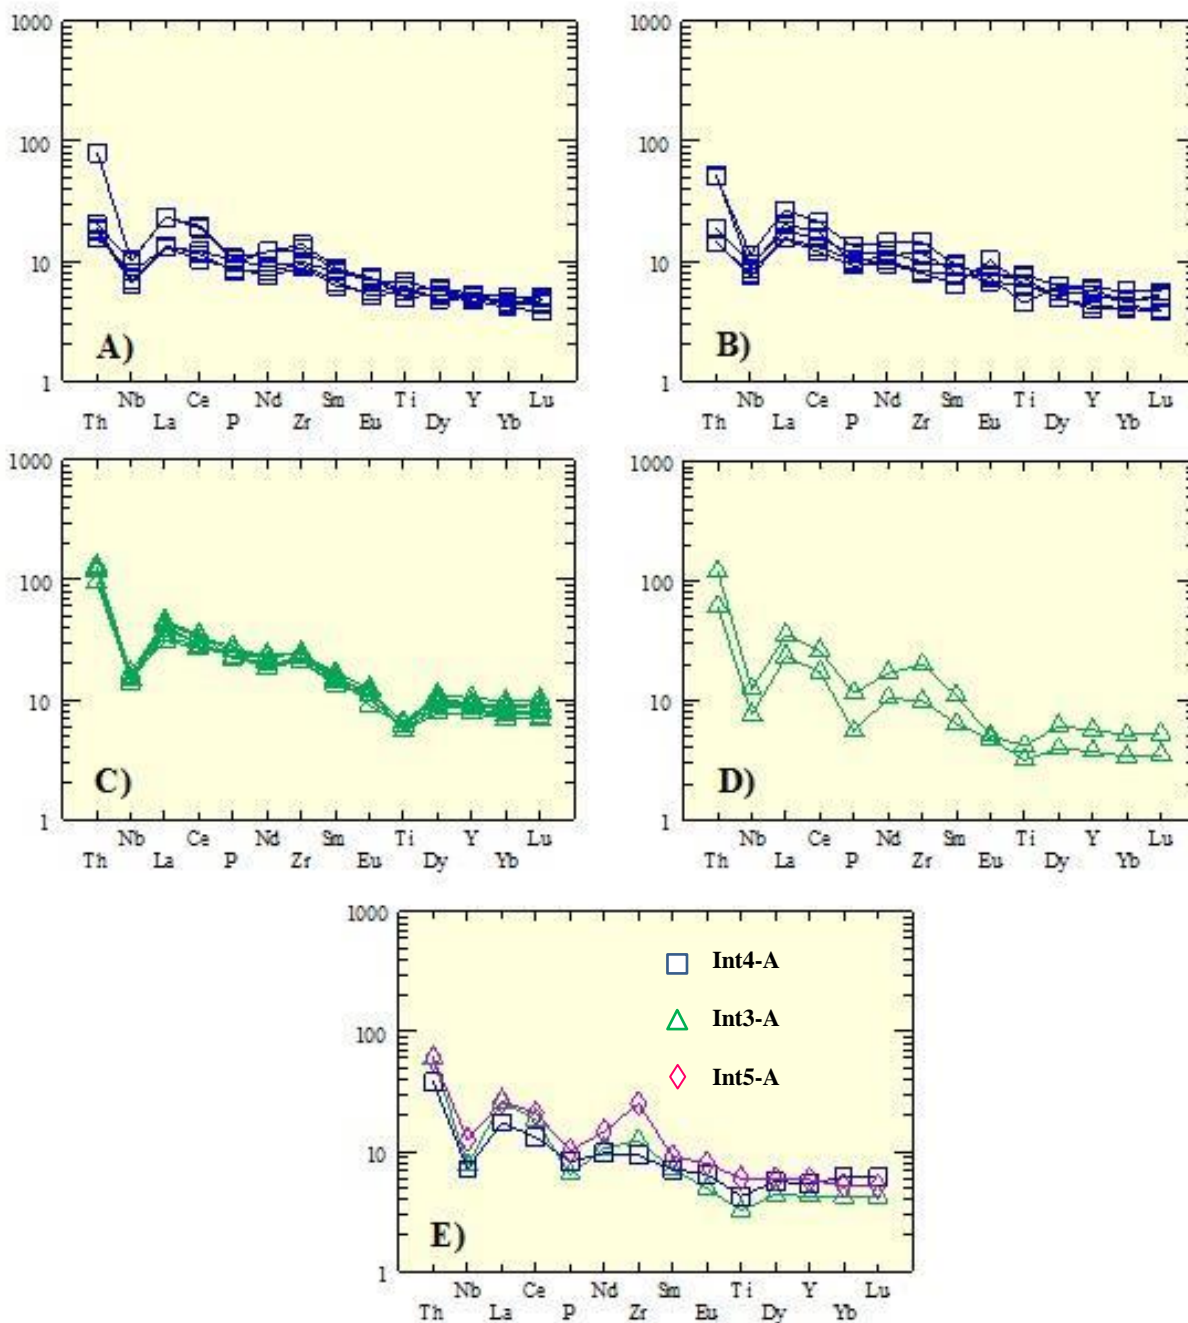 1000
100
10
1
A)
Nb Ce Nd Sm Ti Y Lu
Th La P Zr Eu Dy Yb
1000
100
10
1
B)
Nb Ce Nd Sm Ti Y Lu
Th La P Zr Eu Dy Yb
1000
100
10
1
C)
Nb Ce Nd Sm Ti Y Lu
Th La P Zr Eu Dy Yb
1000
100
10
1
D)
Nb Ce Nd Sm Ti Y Lu
Th La P Zr Eu Dy Yb
1000
100
10
1
Int4-A
Int3-A
Int5-A
E)
Nb Ce Nd Sm Ti Y Lu
Th La P Zr Eu Dy Yb